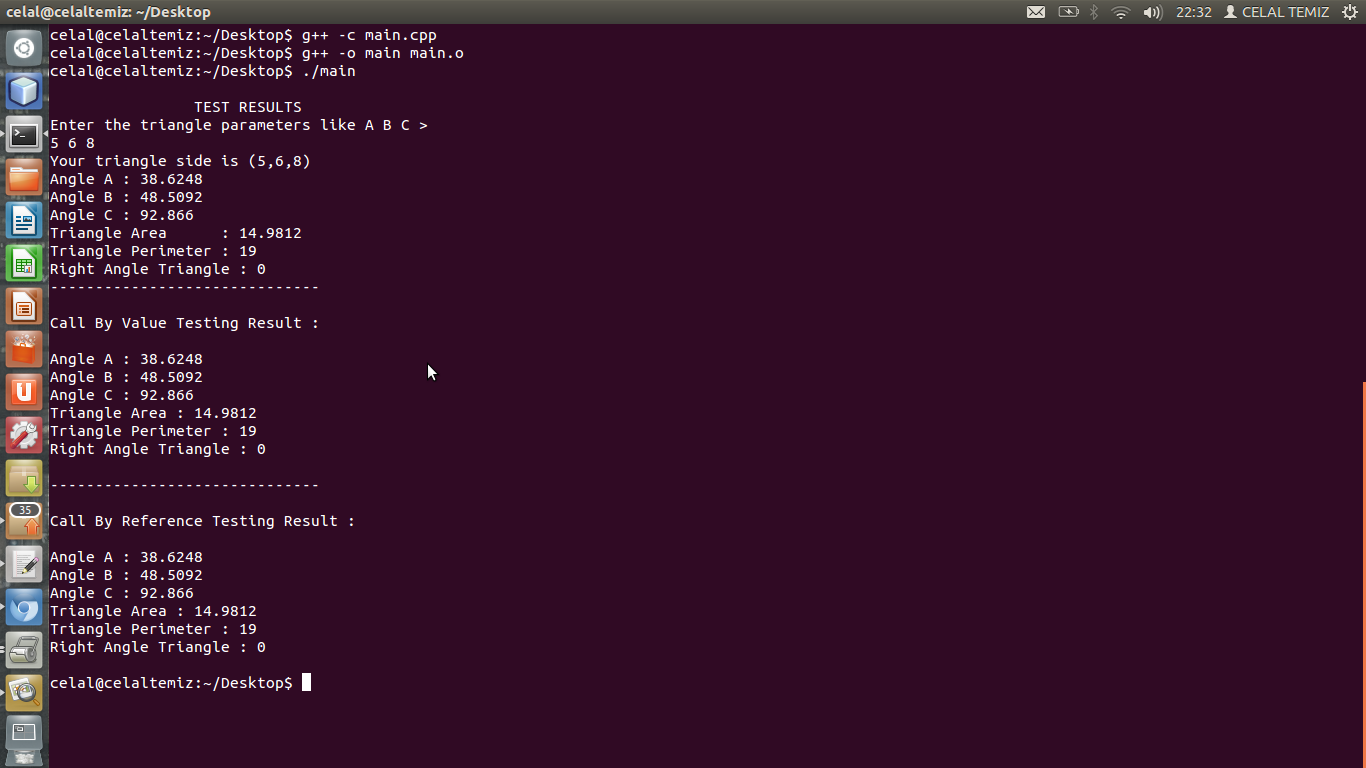 celal@celaltemiz: ~/Desktop 22:32 CELAL TEMIZ
celal@celaltemiz:~/Desktop$ g++ -c main.cpp
celal@celaltemiz:~/Desktop$ g++ -o main main.o
celal@celaltemiz:~/Desktop$ ./main
TEST RESULTS
Enter the triangle parameters like A B C >
5 6 8
Your triangle side is (5,6,8)
Angle A : 38.6248
Angle B : 48.5092
Angle C : 92.866
Triangle Area      : 14.9812
Triangle Perimeter : 19
Right Angle Triangle : 0
------------------------------
Call By Value Testing Result :
Angle A : 38.6248
Angle B : 48.5092
Angle C : 92.866
Triangle Area : 14.9812
Triangle Perimeter : 19
Right Angle Triangle : 0
------------------------------
Call By Reference Testing Result :
Angle A : 38.6248
Angle B : 48.5092
Angle C : 92.866
Triangle Area : 14.9812
Triangle Perimeter : 19
Right Angle Triangle : 0
celal@celaltemiz:~/Desktop$
35